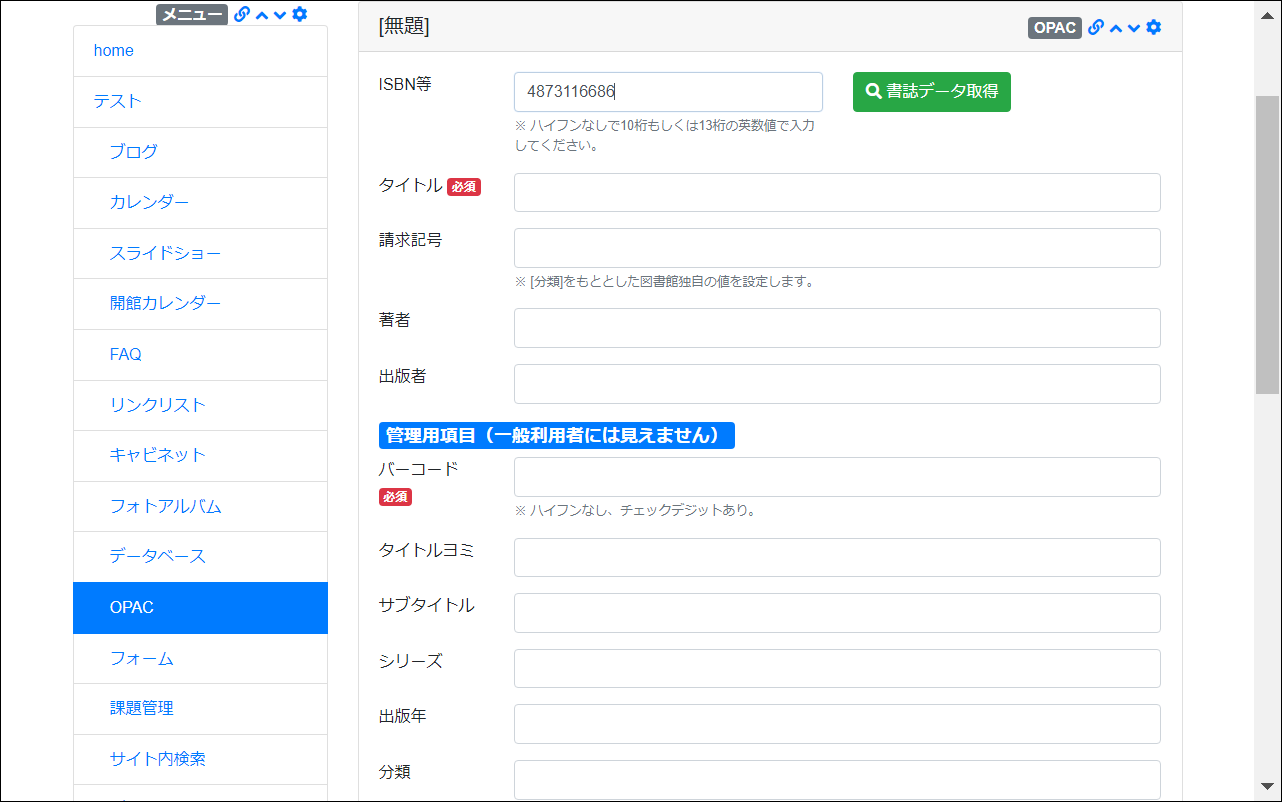 メニュー
home
テスト
ブログ
カレンダー
スライドショー
開館カレンダー
FAQ
リンクリスト
キャビネット
フォトアルバム
データベース
OPAC
フォーム
課題管理
サイト内検索
[無題]
OPAC
ISBN等
4873116686
書誌データ取得
※ ハイフンなしで10桁もしくは13桁の英数値で入力
してください。
タイトル 必須
請求記号
※ [分類]をもととした図書館独自の値を設定します。
著者
出版者
管理用項目（一般利用者には見えません）
バーコード
必須
※ ハイフンなし、チェックデジットあり。
タイトルヨミ
サブタイトル
シリーズ
出版年
分類